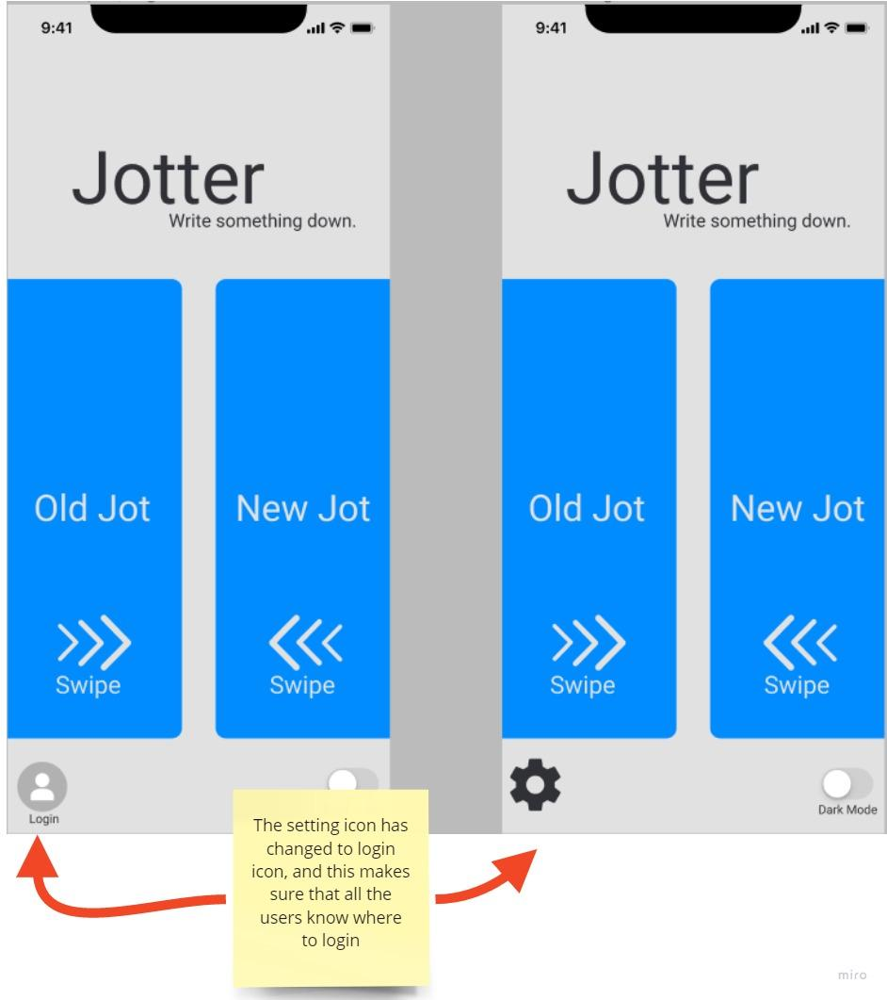 9:41
Jotter
Write something down.
Old Jot
New Jot
Swipe
Swipe
Login
9:41
Jotter
Write something down.
Old Jot
New Jot
Swipe
Swipe
Dark Mode
The setting icon has
changed to login
icon, and this makes
sure that all the
users know where
to login
miro